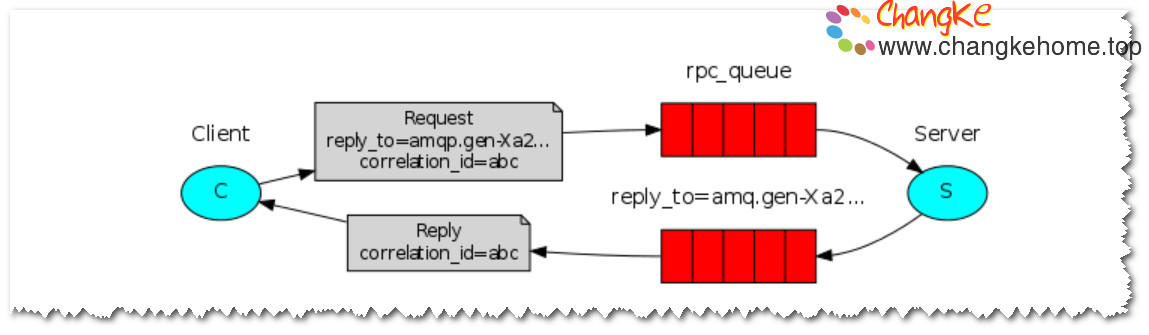 ChangKe
www.changkehome.top
rpc_queue
Client
Request
reply_to=amqp.gen-Xa2...
correlation_id=abc
Server
C
S
reply_to=amq.gen-Xa2...
Reply
correlation_id=abc